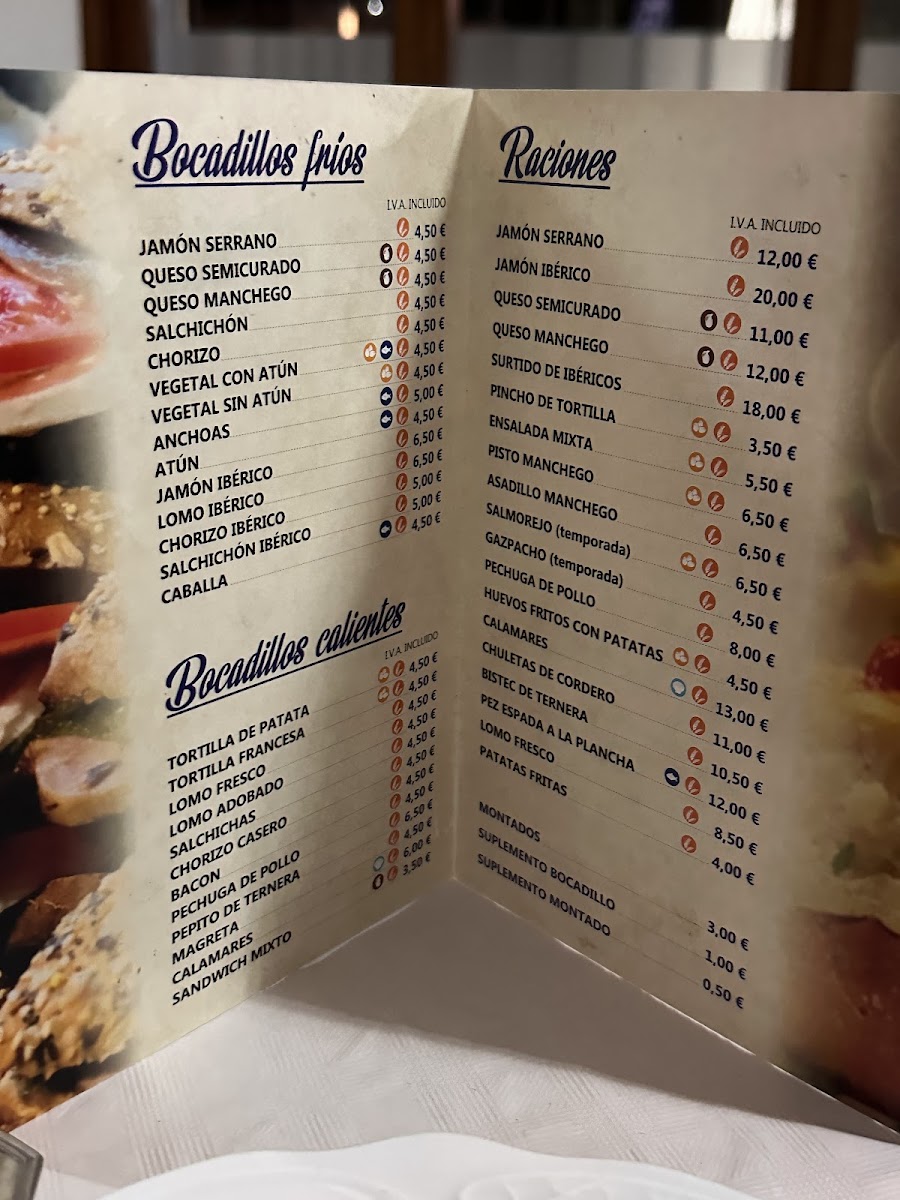 Bocadillos fríos
I.V.A. INCLUIDO
JAMÓN SERRANO 4,50 €
QUESO SEMICURADO 4,50 €
QUESO MANCHEGO 4,50 €
SALCHICHÓN 4,50 €
CHORIZO 4,50 €
VEGETAL CON ATÚN 4,50 €
VEGETAL SIN ATÚN 4,50 €
ANCHOAS 5,00 €
ATÚN 4,50 €
JAMÓN IBÉRICO 6,50 €
LOMO IBÉRICO 6,50 €
CHORIZO IBÉRICO 5,00 €
SALCHICHÓN IBÉRICO 5,00 €
CABALLA 4,50 €
Bocadillos calientes
I.V.A. INCLUIDO
TORTILLA DE PATATA 4,50 €
TORTILLA FRANCESA 4,50 €
LOMO FRESCO 4,50 €
LOMO ADOBADO 4,50 €
SALCHICHAS 4,50 €
CHORIZO CASERO 4,50 €
BACON 4,50 €
PECHUGA DE POLLO 4,50 €
PEPITO DE TERNERA 6,50 €
MAGRETA 4,50 €
CALAMARES 6,00 €
SANDWICH MIXTO 3,50 €
Raciones
I.V.A. INCLUIDO
JAMÓN SERRANO 12,00 €
JAMÓN IBÉRICO 20,00 €
QUESO SEMICURADO 11,00 €
QUESO MANCHEGO 12,00 €
SURTIDO DE IBÉRICOS 18,00 €
PINCHO DE TORTILLA 3,50 €
ENSALADA MIXTA 5,50 €
PISTO MANCHEGO 6,50 €
ASADILLO MANCHEGO 6,50 €
SALMOREJO (temporada) 6,50 €
GAZPACHO (temporada) 4,50 €
PECHUGA DE POLLO 8,00 €
HUEVOS FRITOS CON PATATAS 4,50 €
CALAMARES 13,00 €
CHULETAS DE CORDERO 11,00 €
BISTEC DE TERNERA 10,50 €
PEZ ESPADA A LA PLANCHA 12,00 €
LOMO FRESCO 8,50 €
PATATAS FRITAS 4,00 €
MONTADOS 3,00 €
SUPLEMENTO BOCADILLO 1,00 €
SUPLEMENTO MONTADO 0,50 €